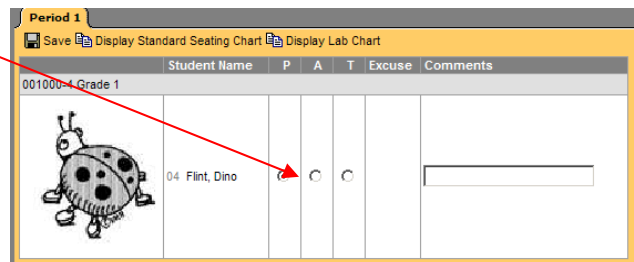 Period 1
Save Display Standard Seating Chart Display Lab Chart
Student Name P A T Excuse Comments
001000-4 Grade 1
04 Flint, Dino